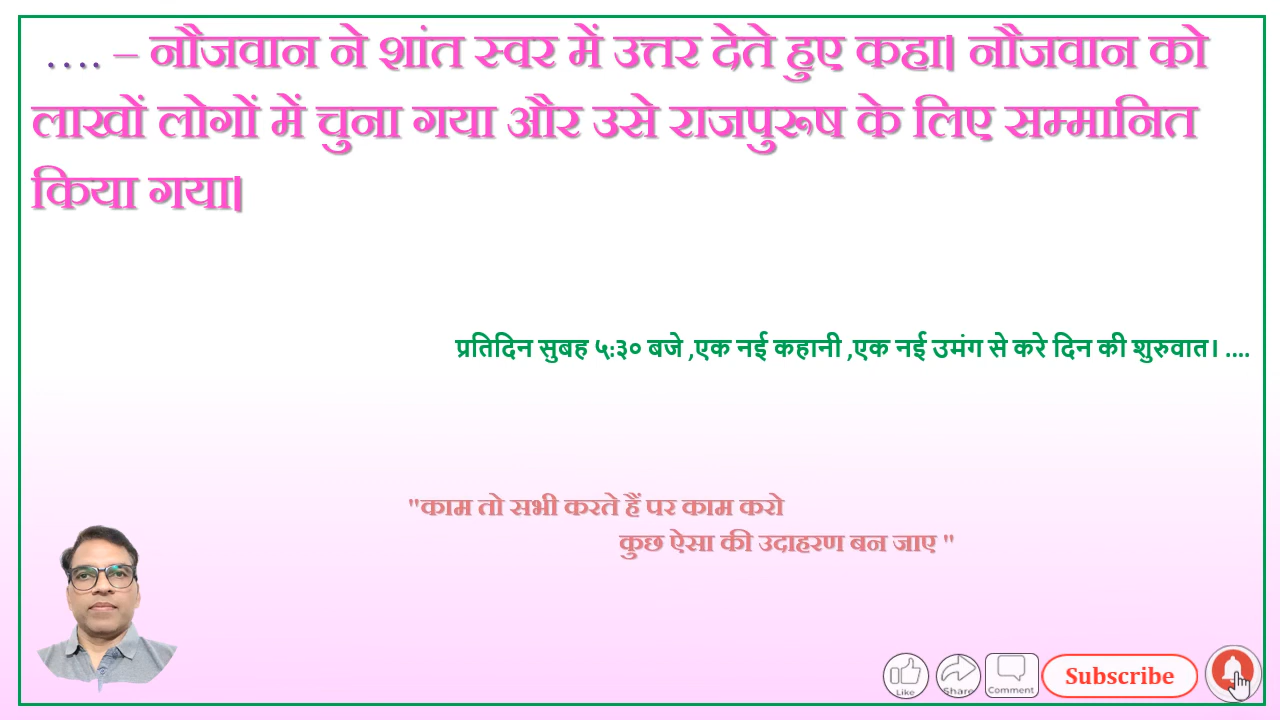 …. – नौजवान ने शांत स्वर में उत्तर देते हुए कहा। नौजवान को
लाखों लोगों में चुना गया और उसे राजपुरूष के लिए सम्मानित
किया गया।
प्रतिदिन सुबह ५:३० बजे ,एक नई कहानी ,एक नई उमंग से करे दिन की शुरुवात। ....
"काम तो सभी करते हैं पर काम करो
कुछ ऐसा की उदाहरण बन जाए "
Like
Share
Comment
Subscribe